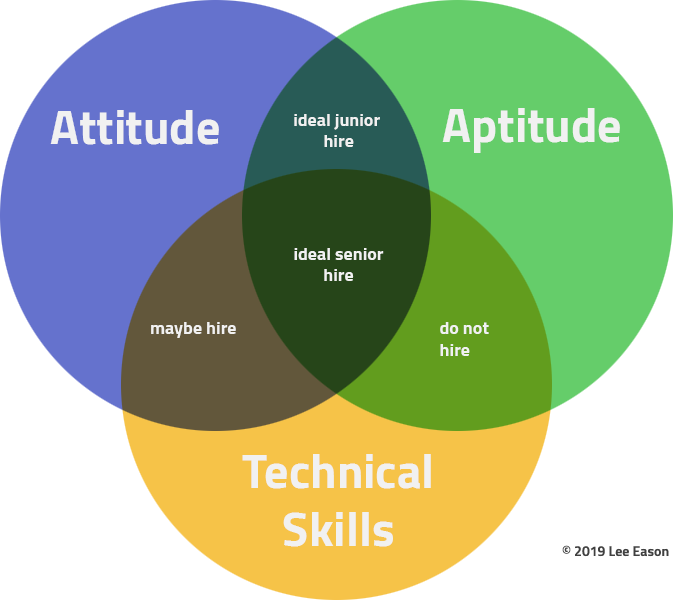 Attitude
Aptitude
ideal junior
hire
ideal senior
hire
maybe hire
do not
hire
Technical
Skills
© 2019 Lee Eason